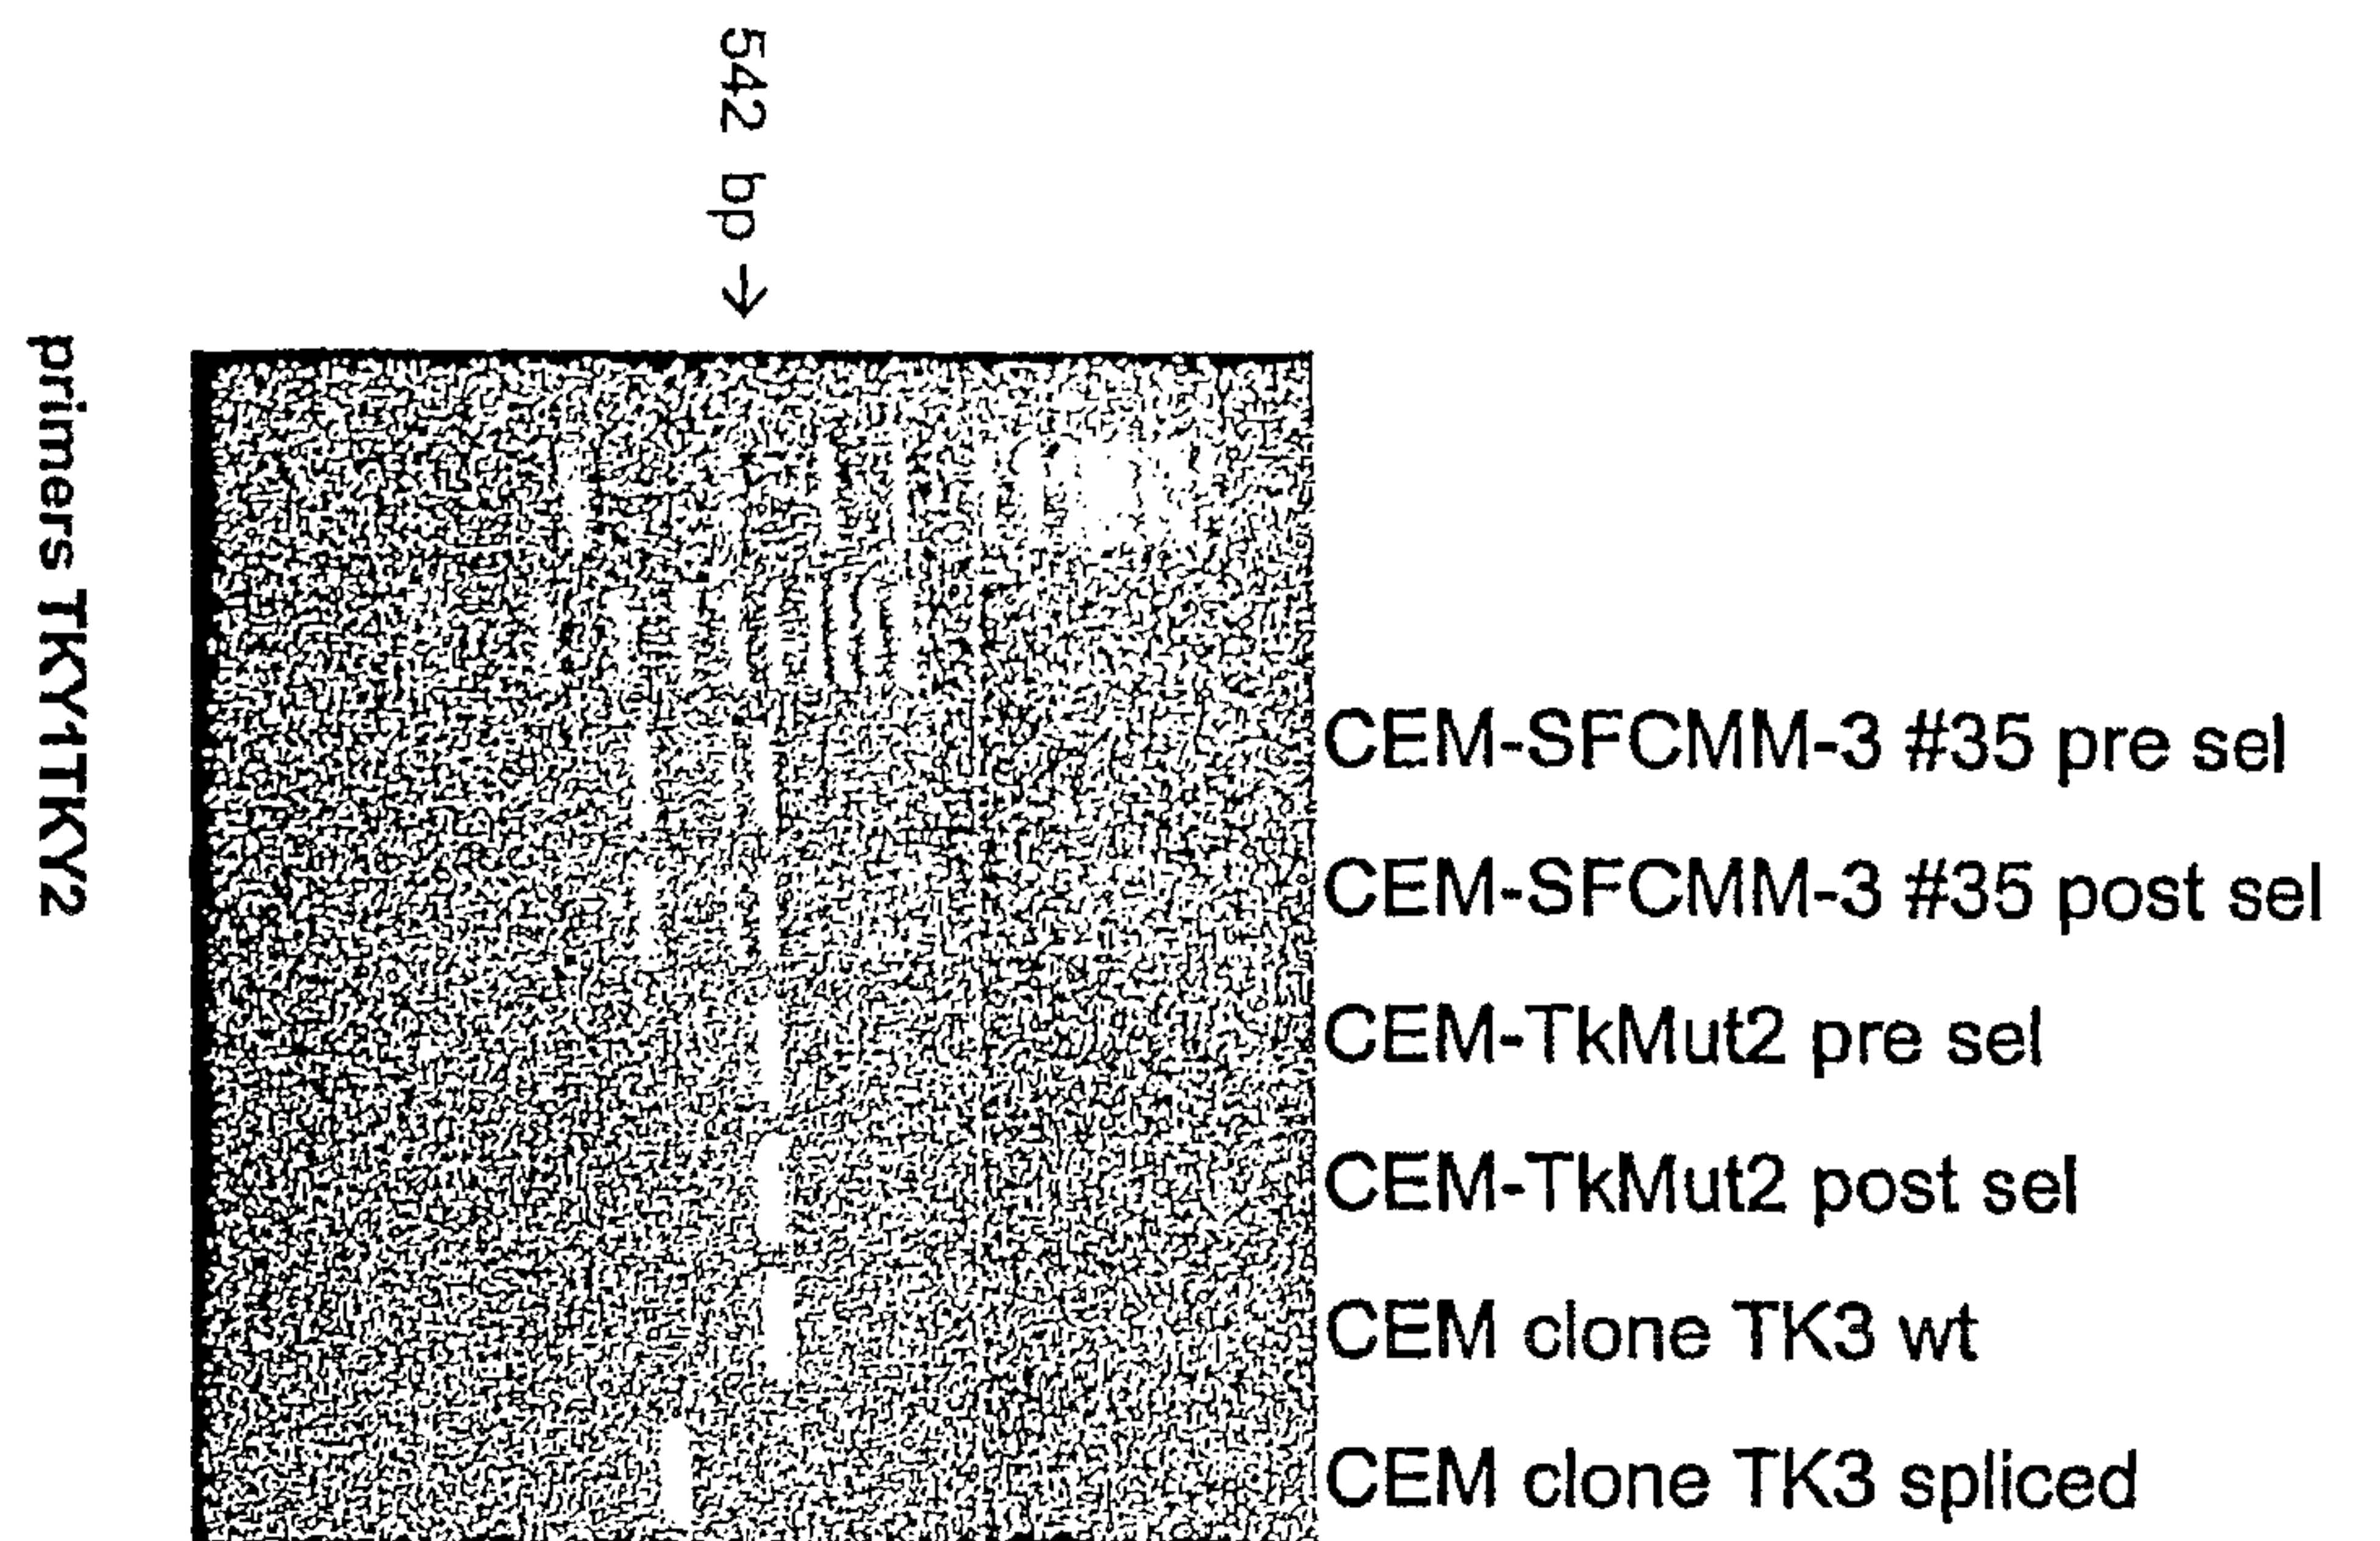 542 bp →
primers TKY1TKY2
CEM-SFCMM-3 #35 pre sel
CEM-SFCMM-3 #35 post sel
CEM-TkMut2 pre sel
CEM-TkMut2 post sel
CEM clone TK3 wt
CEM clone TK3 spliced